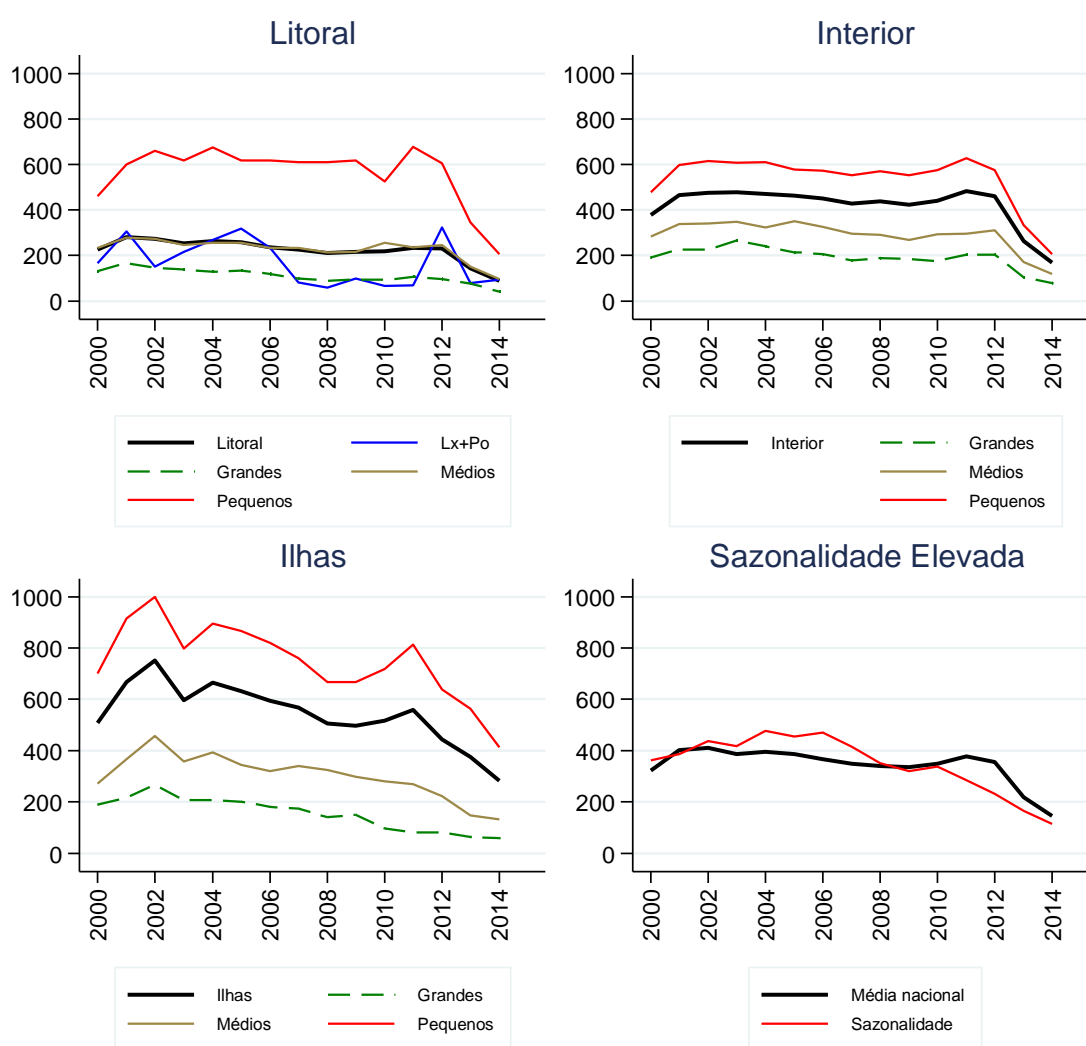 Litoral
1000
800
600
400
200
0
2000
2002
2004
2006
2008
2010
2012
2014
Litoral
Lx+Po
Grandes
Médios
Pequenos
Interior
1000
800
600
400
200
0
2000
2002
2004
2006
2008
2010
2012
2014
Interior
Grandes
Médios
Pequenos
Ilhas
1000
800
600
400
200
0
2000
2002
2004
2006
2008
2010
2012
2014
Ilhas
Grandes
Médios
Pequenos
Sazonalidade Elevada
1000
800
600
400
200
0
2000
2002
2004
2006
2008
2010
2012
2014
Média nacional
Sazonalidade